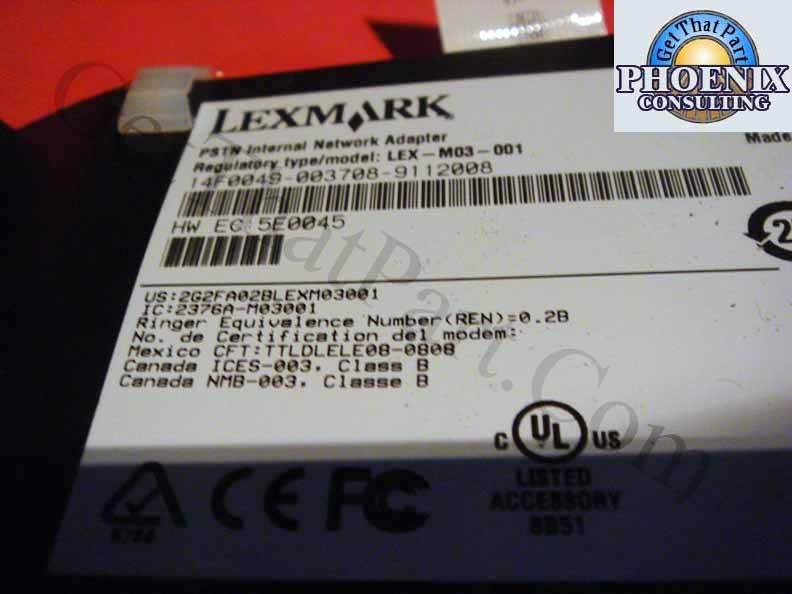 Get That Part
PHOENIX
CONSULTING
LEXMARK
PSTN Internal Network Adapter
Made
Regulatory type/model: LEX-M03-001
14F0049-003708-9112008
HW EC 5E0045
US:2G2FA02BLEXM03001
IC:2376A-M03001
Ringer Equivalence Number(REN)=0.2B
No. de Certification del modem:
Mexico CFT:TTLDLELE08-0808
Canada ICES-003, Class B
Canada NMB-003, Classe B
C UL US
LISTED
ACCESSORY
8B51
CE FC
GetThatPart.Com